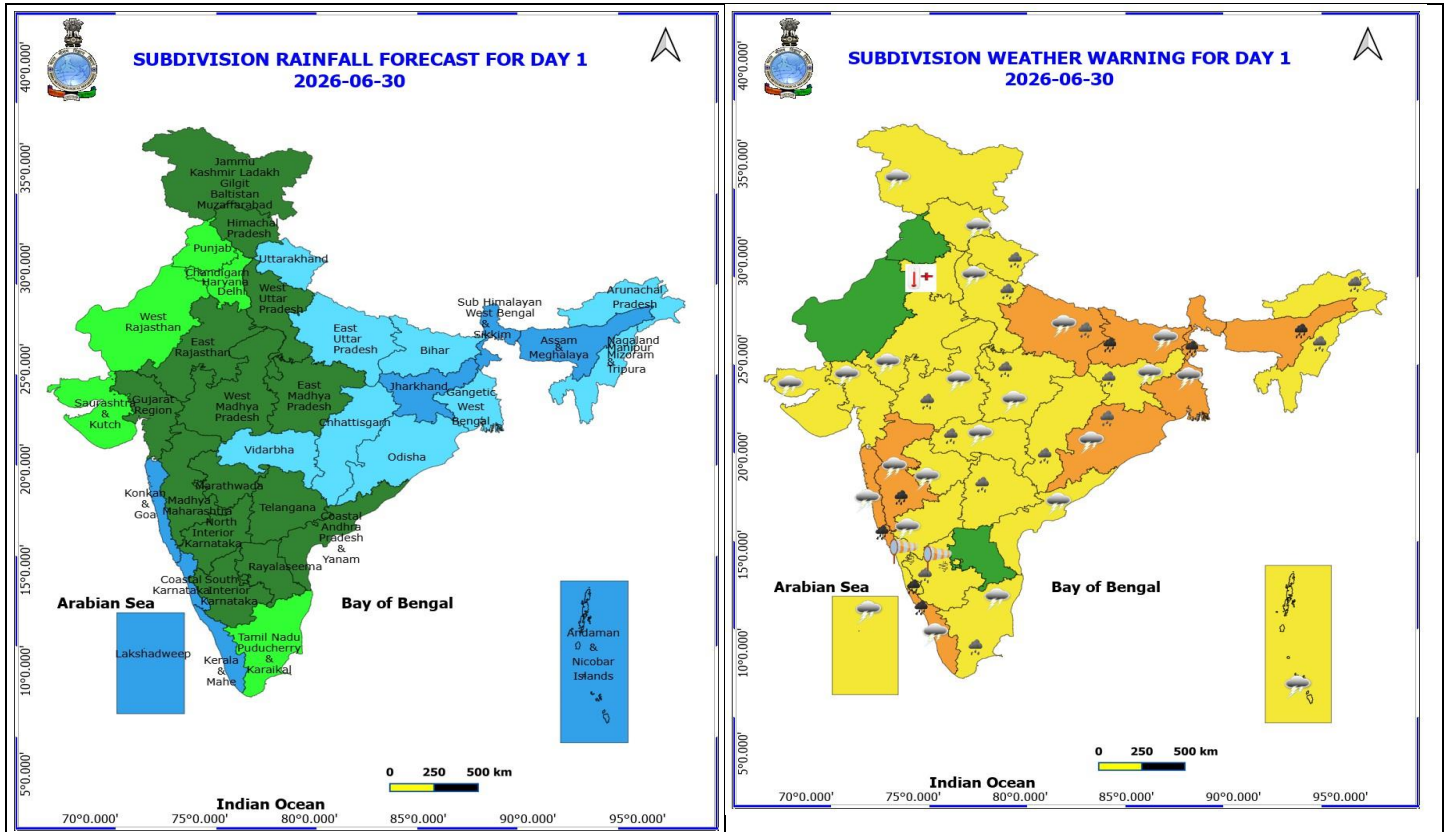 SUBDIVISION RAINFALL FORECAST FOR DAY 1
2026-06-30
40°0.000'
35°0.000'
30°0.000'
25°0.000'
20°0.000'
15°0.000'
10°0.000'
5°0.000'
Jammu
Kashmir Ladakh
Gilgit
Baltistan
Muzaffarabad
Himachal
Pradesh
Punjab
Uttarakhand
Chandigarh
Haryana
Delhi
West
Uttar
Pradesh
Arunachal
Pradesh
Sub Himalayan
West Bengal
&
Sikkim
West
Rajasthan
East
Rajasthan
East
Uttar
Pradesh
Bihar
Assam
&
Meghalaya
Nagaland
Manipur
Mizoram
&
Tripura
Saurashtra
&
Kutch
Gujarat
Region
West
Madhya
Pradesh
East
Madhya
Pradesh
Jharkhand
Gangetic
West
Bengal
Chhattisgarh
Vidarbha
Odisha
Konkan
&
Goa
Marathwada
Madhya
Maharashtra
Telangana
North
Interior
Karnataka
Coastal
Andhra
Pradesh
&
Yanam
Rayalaseema
Coastal
Karnataka
South
Interior
Karnataka
Arabian Sea
Bay of Bengal
Tamil Nadu
Puducherry
&
Karaikal
Lakshadweep
Kerala
&
Mahe
Andaman
&
Nicobar
Islands
0 250 500 km
Indian Ocean
70°0.000' 75°0.000' 80°0.000' 85°0.000' 90°0.000' 95°0.000'
SUBDIVISION WEATHER WARNING FOR DAY 1
2026-06-30
40°0.000'
35°0.000'
30°0.000'
25°0.000'
20°0.000'
15°0.000'
10°0.000'
5°0.000'
Arabian Sea
Bay of Bengal
0 250 500 km
Indian Ocean
70°0.000' 75°0.000' 80°0.000' 85°0.000' 90°0.000' 95°0.000'